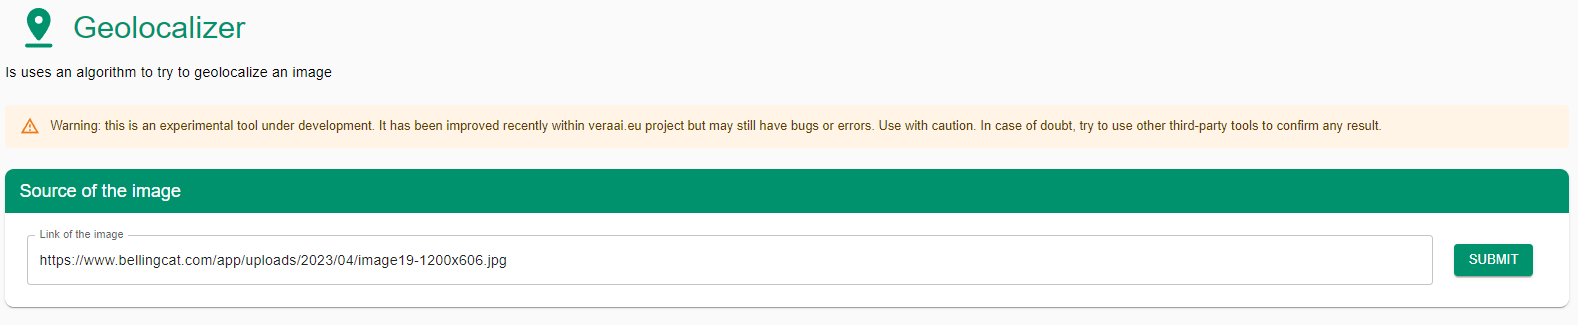 Geolocalizer
Is uses an algorithm to try to geolocalize an image
Warning: this is an experimental tool under development. It has been improved recently within veraai.eu project but may still have bugs or errors. Use with caution. In case of doubt, try to use other third-party tools to confirm any result.
Source of the image
Link of the image
https://www.bellingcat.com/app/uploads/2023/04/image19-1200x606.jpg
SUBMIT